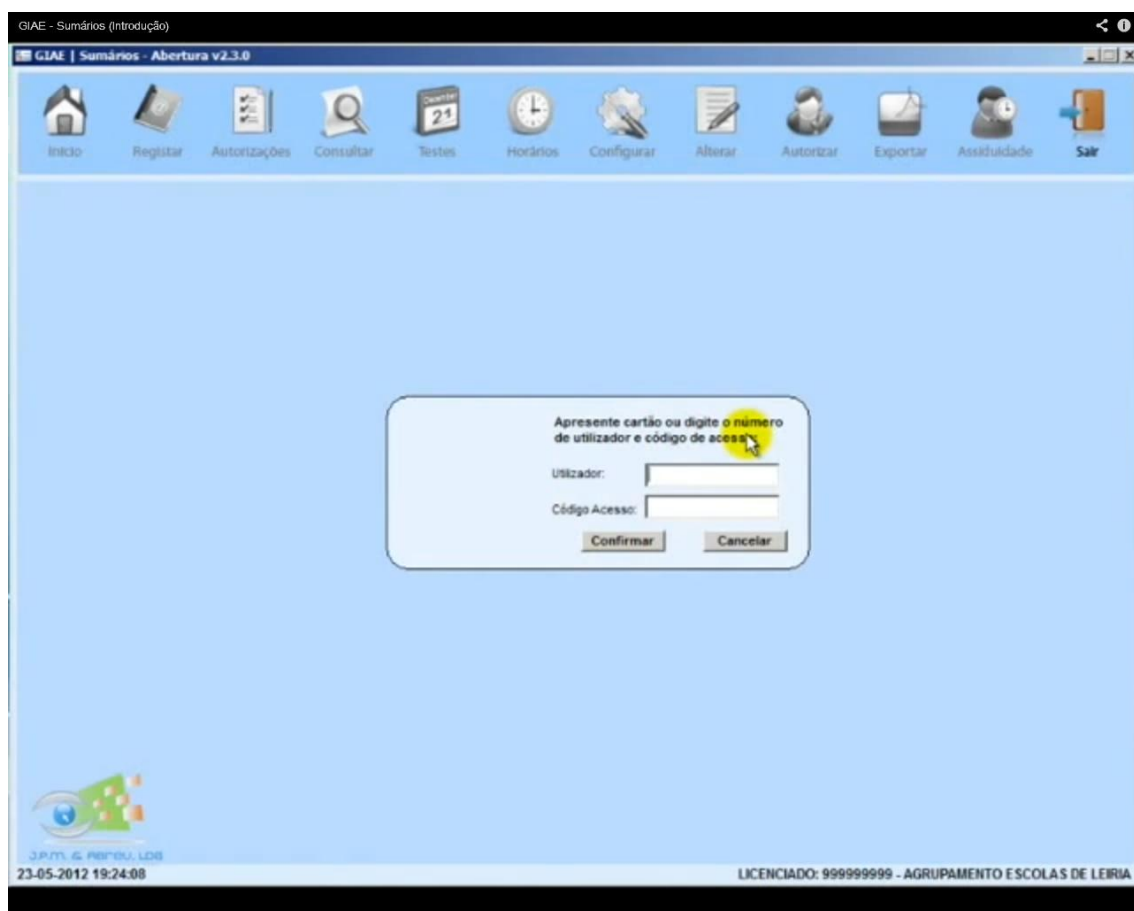 GIAE - Sumários (Introdução)
GIAE | Sumários - Abertura v2.3.0
Início Registar Autorizações Consultar Testes Horários Configurar Alterar Autorizar Exportar Assiduidade Sair
December
21
Apresente cartão ou digite o número
de utilizador e código de acesso:
Utilizador:
Código Acesso:
Confirmar Cancelar
J.P.M. & ABREU, LDA
23-05-2012 19:24:08 LICENCIADO: 999999999 - AGRUPAMENTO ESCOLAS DE LEIRIA